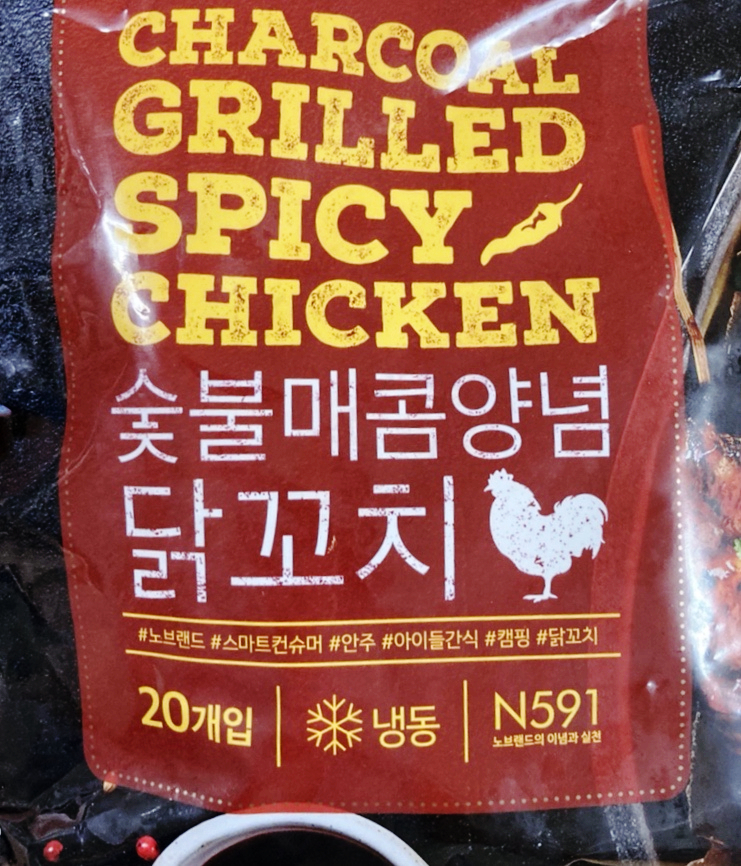 CHARCOAL
GRILLED
SPICY
CHICKEN
숯불매콤양념
닭꼬치
#노브랜드 #스마트컨슈머 #안주 #아이들간식 #캠핑 #닭꼬치
20개입
냉동
N591
노브랜드의 이념과 실천